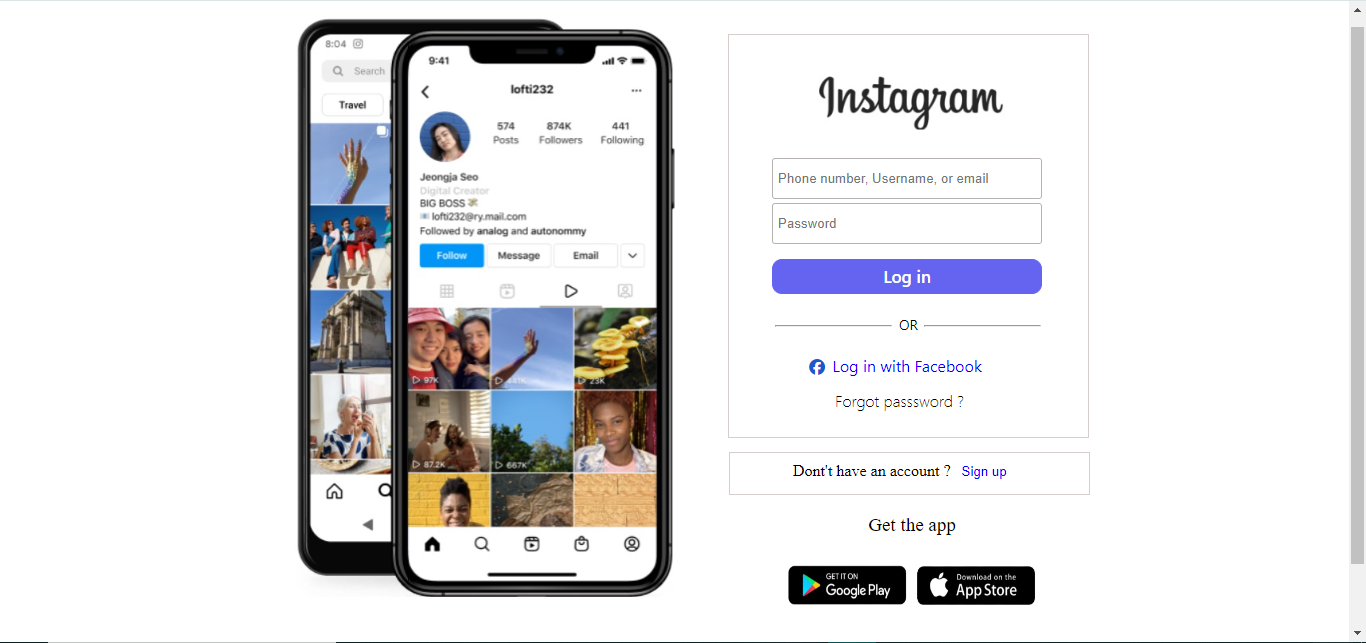 8:04
Search
Travel
9:41
lofti232
574 874K 441
Posts Followers Following
Jeongja Seo
Digital Creator
BIG BOSS
lofti232@ry.mail.com
Followed by analog and autonommy
Follow Message Email
97K 23K
87.2K 667K
Instagram
Phone number, Username, or email
Password
Log in
OR
Log in with Facebook
Forgot passsword ?
Dont't have an account ? Sign up
Get the app
GET IT ON
Google Play
Download on the
App Store